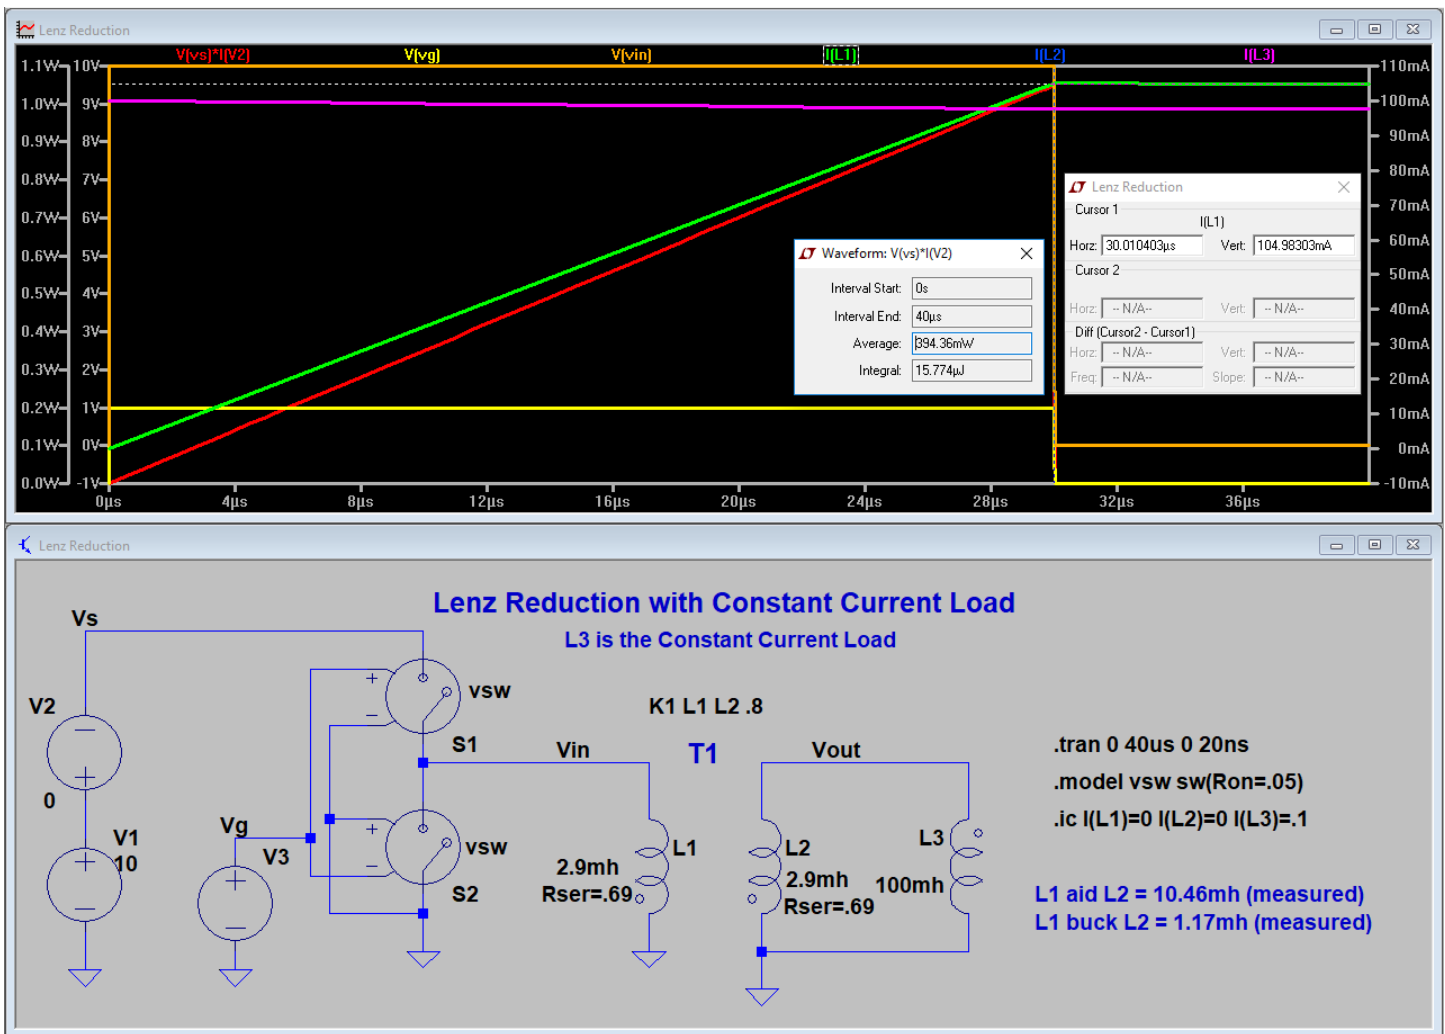 Lenz Reduction
V(vs)*I(V2) V(vg) V(vin) I(L1) I(L2) I(L3)
1.1W 10V 110mA
1.0W 9V 100mA
0.9W 8V 90mA
0.8W 7V 80mA
0.7W 6V 70mA
0.6W 5V 60mA
0.5W 4V 50mA
0.4W 3V 40mA
0.3W 2V 30mA
0.2W 1V 20mA
0.1W 0V 10mA
0.0W -1V 0mA
-10mA
0µs 4µs 8µs 12µs 16µs 20µs 24µs 28µs 32µs 36µs
Waveform: V(vs)*I(V2)
Interval Start: 0s
Interval End: 40µs
Average: 394.36mW
Integral: 15.774µJ
Lenz Reduction
Cursor 1
I(L1)
Horz: 30.010403µs Vert: 104.98303mA
Cursor 2
Horz: -- N/A-- Vert: -- N/A--
Diff (Cursor2 - Cursor1)
Horz: -- N/A-- Vert: -- N/A--
Freq: -- N/A-- Slope: -- N/A--
Lenz Reduction
Lenz Reduction with Constant Current Load
L3 is the Constant Current Load
Vs
V2
0
V1
10
Vg
V3
vsw
S1
vsw
S2
Vin
K1 L1 L2 .8
T1
Vout
L1
2.9mh
Rser=.69
L2
2.9mh
Rser=.69
L3
100mh
.tran 0 40us 0 20ns
.model vsw sw(Ron=.05)
.ic I(L1)=0 I(L2)=0 I(L3)=.1
L1 aid L2 = 10.46mh (measured)
L1 buck L2 = 1.17mh (measured)